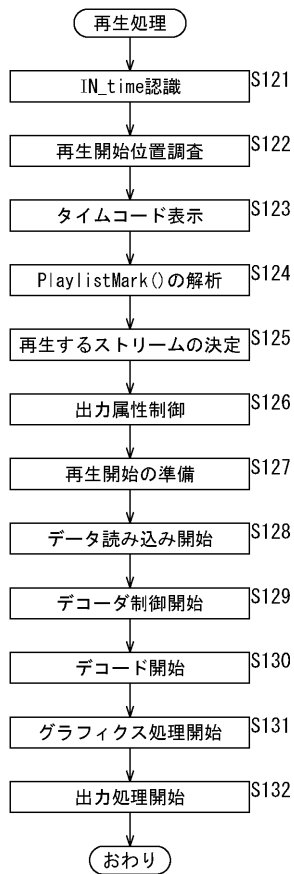 再生処理
IN_time認識 S121
再生開始位置調査 S122
タイムコード表示 S123
PlaylistMark()の解析 S124
再生するストリームの決定 S125
出力属性制御 S126
再生開始の準備 S127
データ読み込み開始 S128
デコーダ制御開始 S129
デコード開始 S130
グラフィクス処理開始 S131
出力処理開始 S132
おわり